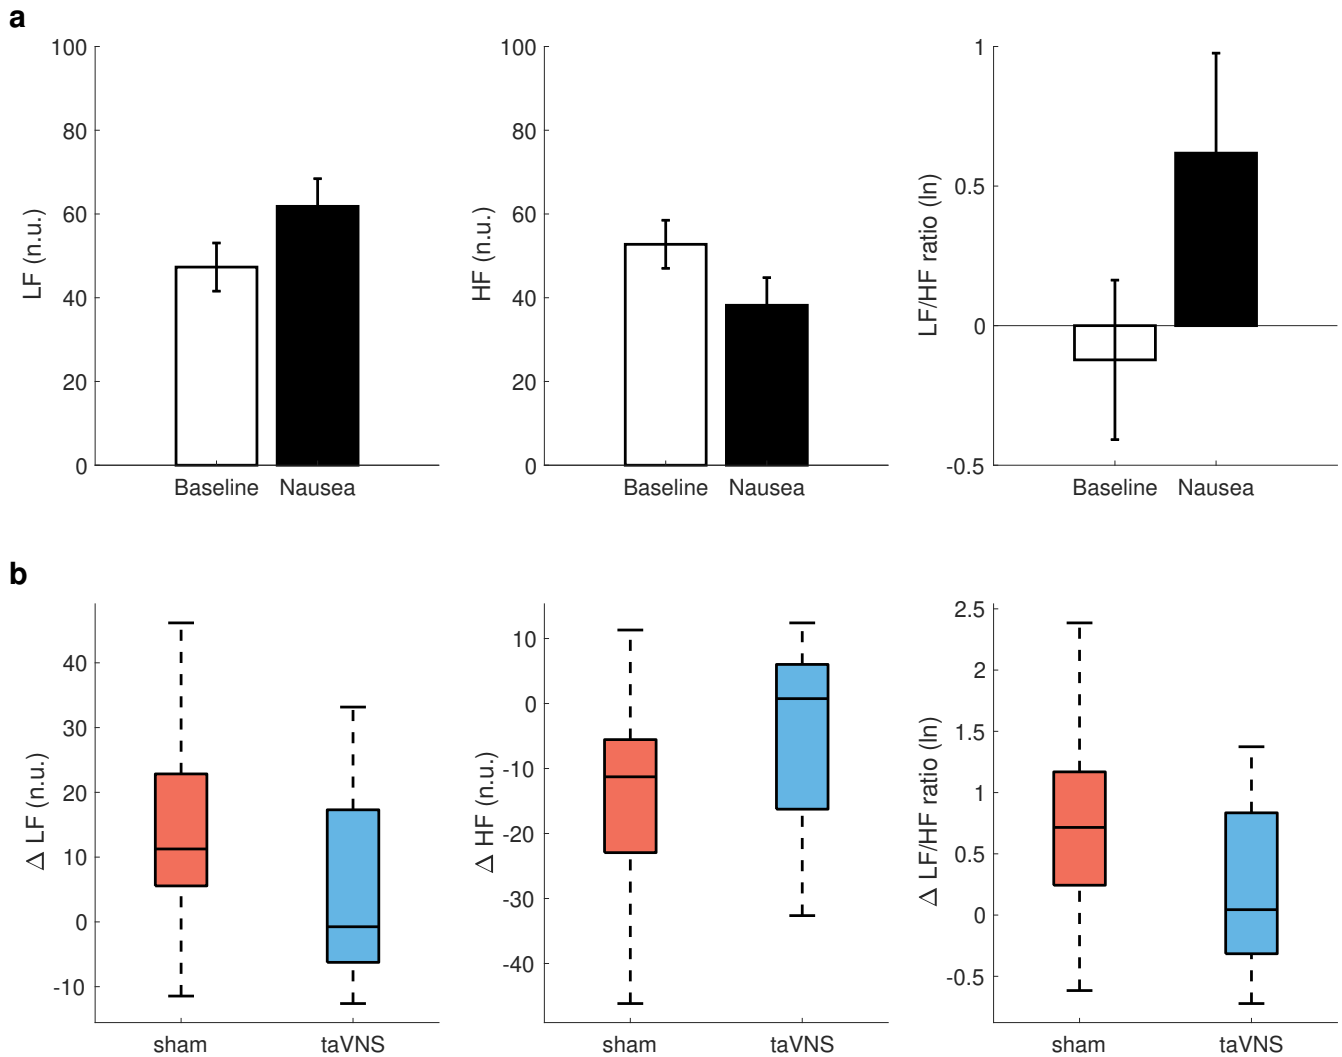 a
LF (n.u.)
100
80
60
40
20
0
Baseline Nausea
HF (n.u.)
100
80
60
40
20
0
Baseline Nausea
LF/HF ratio (ln)
1
0.5
0
-0.5
Baseline Nausea
b
Δ LF (n.u.)
40
30
20
10
0
-10
sham taVNS
Δ HF (n.u.)
10
0
-10
-20
-30
-40
sham taVNS
Δ LF/HF ratio (ln)
2.5
2
1.5
1
0.5
0
-0.5
sham taVNS